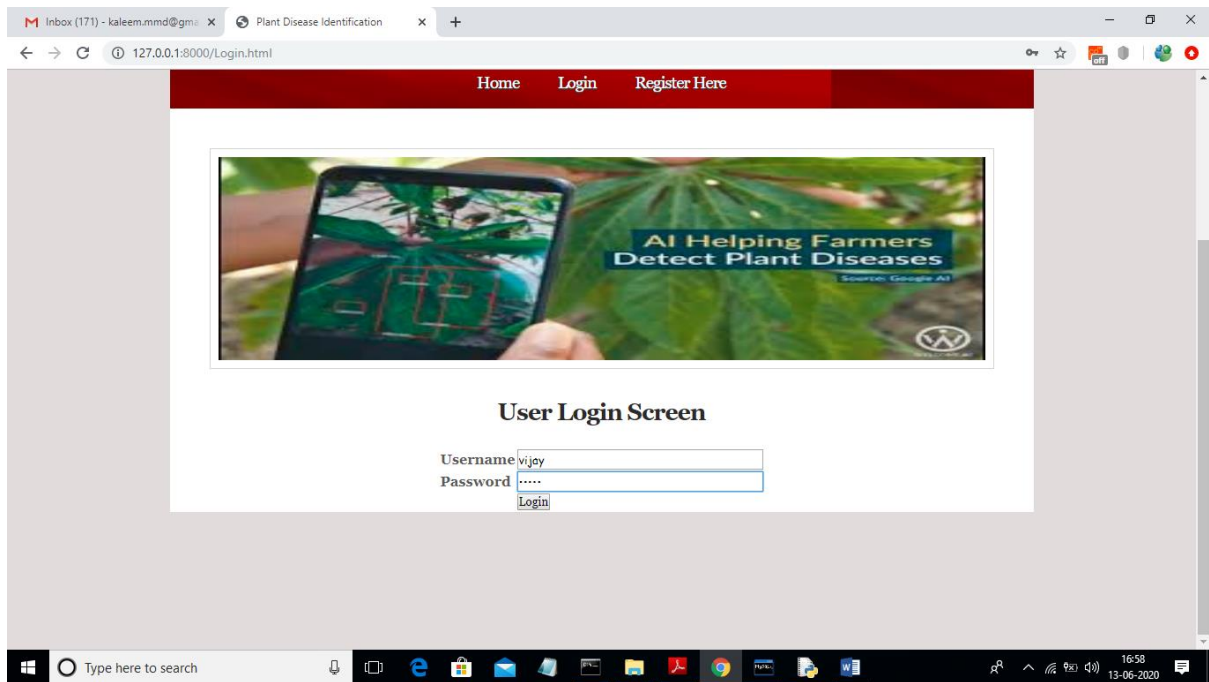 Inbox (171) - kaleem.mmd@gma
Plant Disease Identification
127.0.0.1:8000/Login.html
off
Home Login Register Here
AI Helping Farmers
Detect Plant Diseases
Source: Google AI
User Login Screen
Username vijay
Password •••••
Login
Type here to search
16:58
13-06-2020